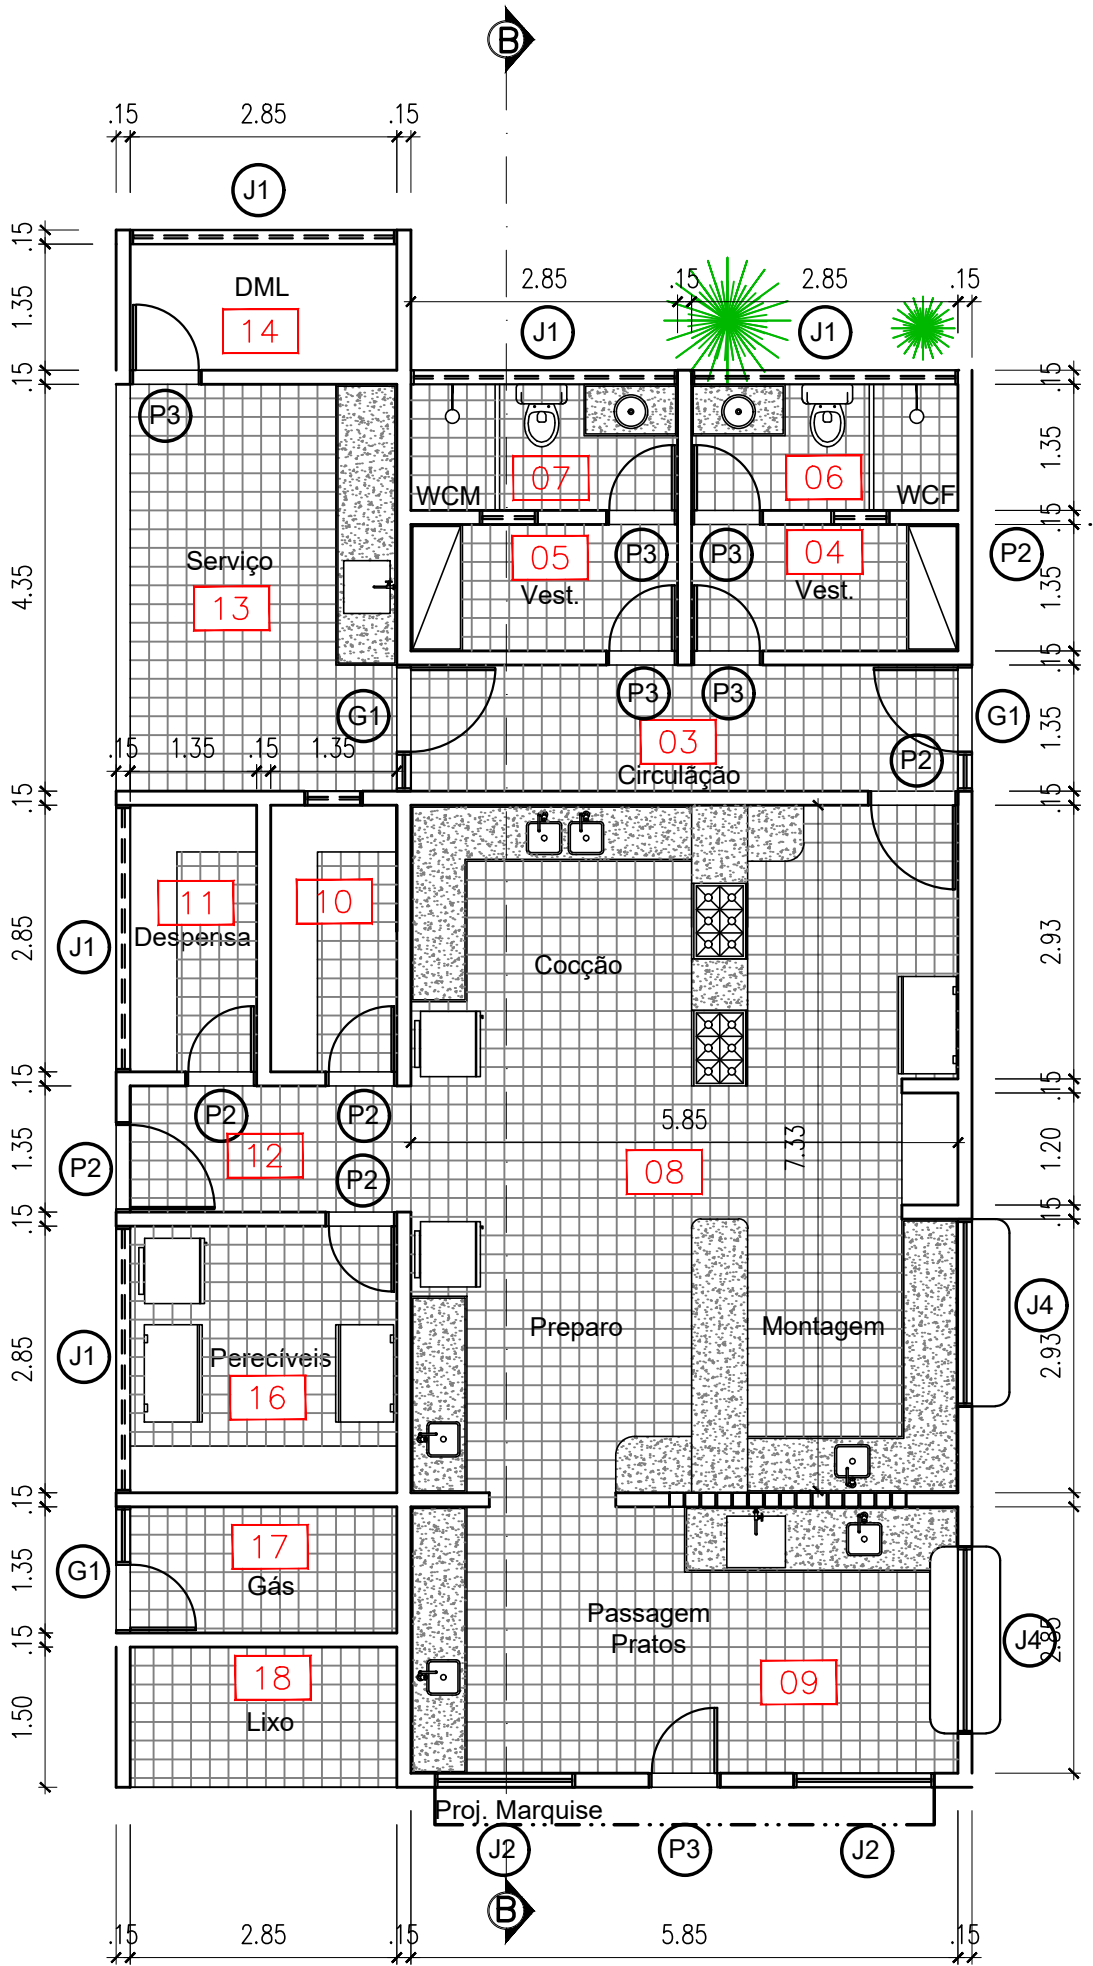 B
.15 2.85 .15
J1
.15
1.35
.15
4.35
.15
2.85
.15
1.35
.15
2.85
.15
1.35
.15
1.50
DML
14
P3
2.85 .15 2.85 .15
J1 J1
.15
1.35
.15
1.35
.15
1.35
.15
2.93
.15
1.20
.15
2.93
2.85
07 06
WCM WCF
05 P3 P3 04
Vest. Vest.
P2
Serviço
13
G1 P3 P3 G1
03
P2
Circulação
.15 1.35 .15 1.35
11 10
J1
Despensa
Cocção
P2 P2
12
P2 P2
5.85
7.33
08
J4
Preparo Montagem
J1
Perecíveis
16
17
G1
Gás
Passagem
Pratos
J4
18
Lixo
09
Proj. Marquise
J2 P3 J2
B
.15 2.85 .15 5.85 .15